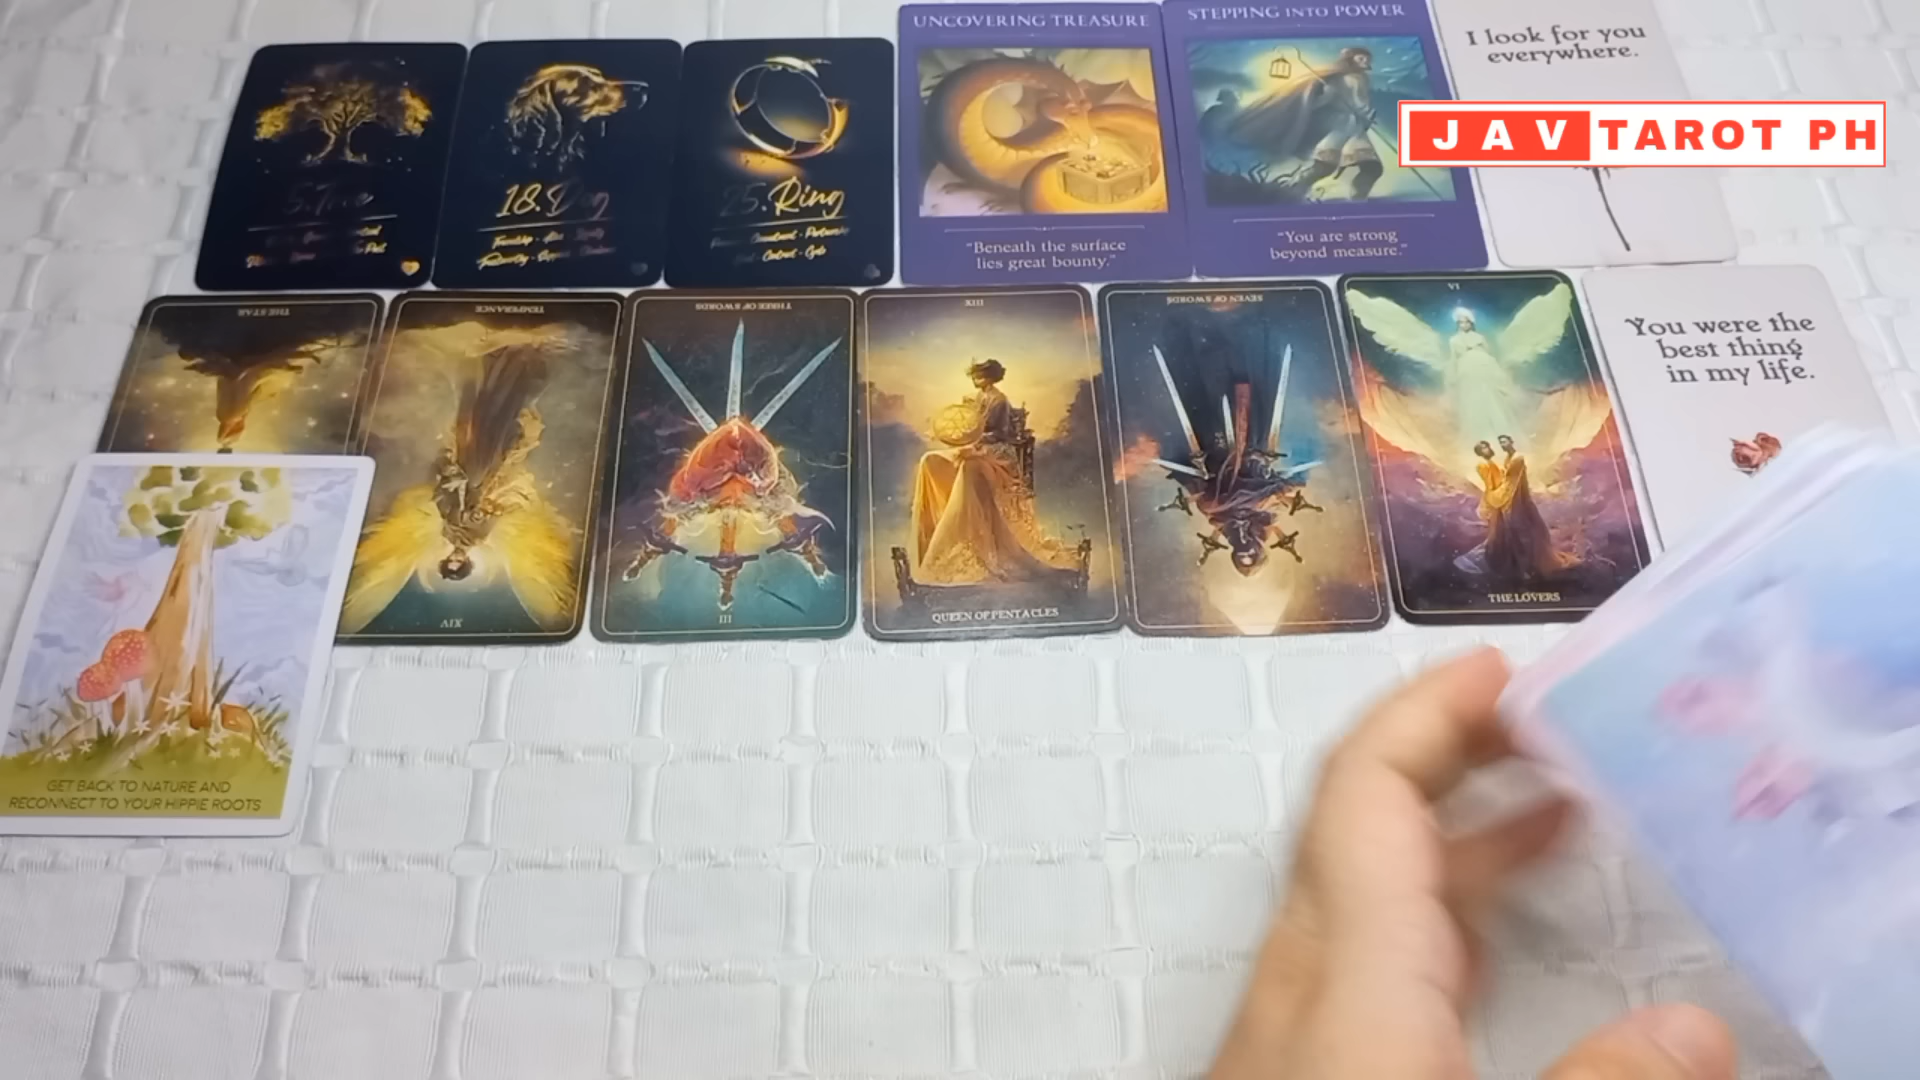 UNCOVERING TREASURE
STEPPING INTO POWER
I look for you
everywhere.
JAV TAROT PH
18. Dog
25. Ring
"Beneath the surface
lies great bounty."
"You are strong
beyond measure."
THE STAR
TEMPERANCE
THREE OF SWORDS
XIII
SEVEN OF SWORDS
VI
You were the
best thing
in my life.
XIV
III
QUEEN OF PENTACLES
THE LOVERS
GET BACK TO NATURE AND
RECONNECT TO YOUR HIPPIE ROOTS